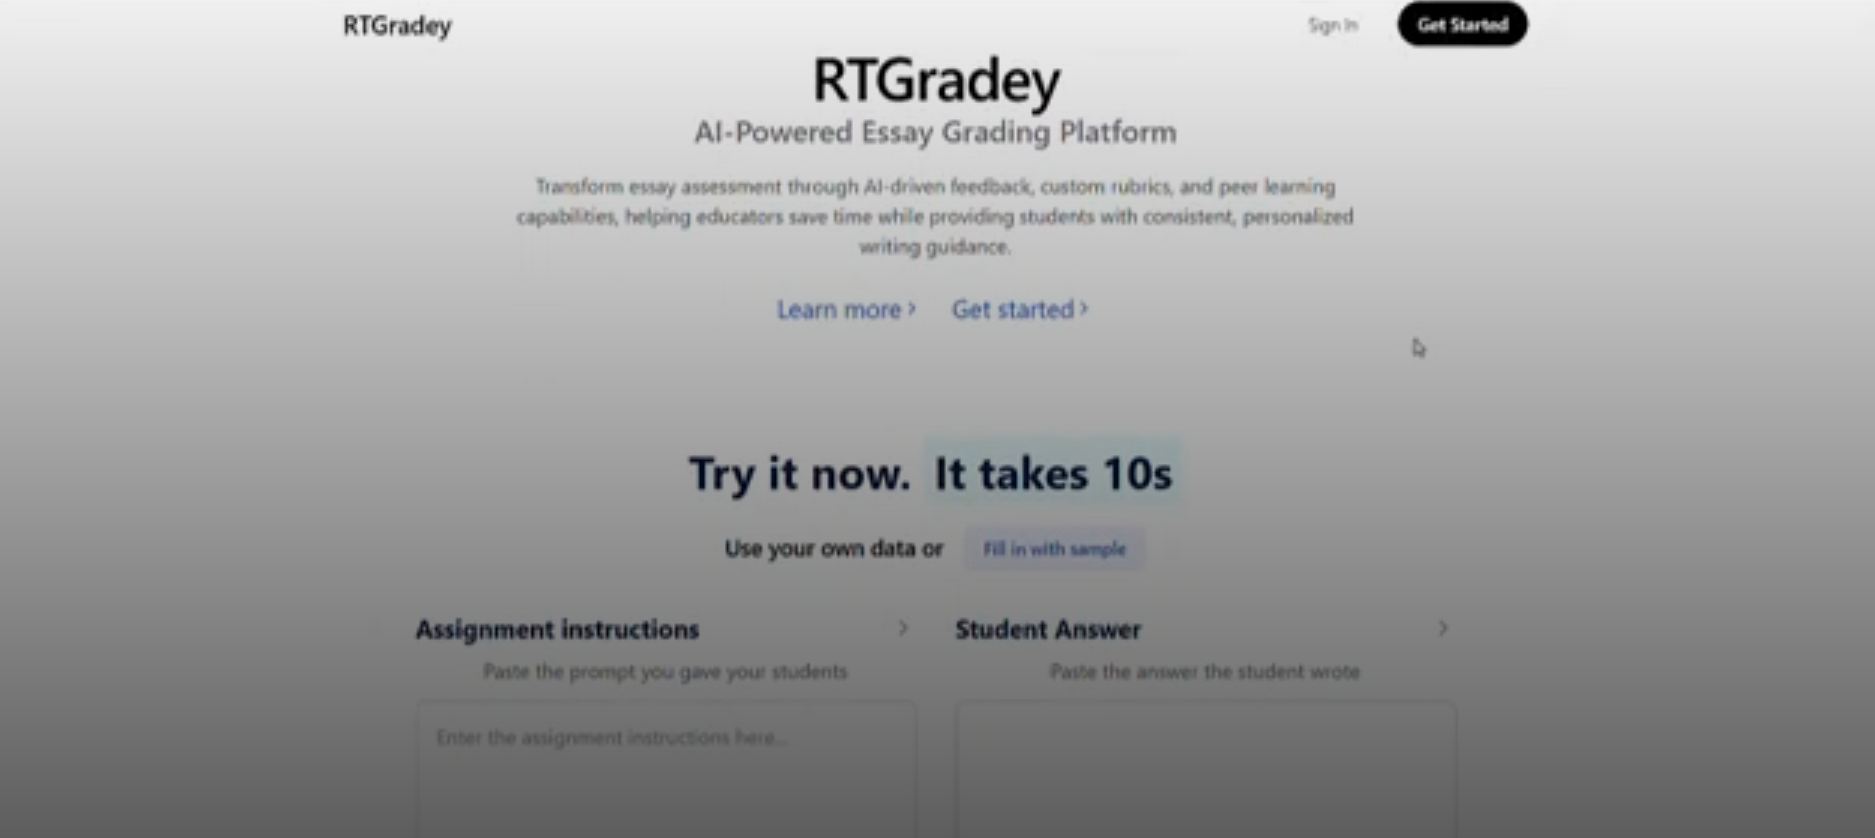 RTGradey
Sign In
Get Started
RTGradey
AI-Powered Essay Grading Platform
Transform essay assessment through AI-driven feedback, custom rubrics, and peer learning
capabilities, helping educators save time while providing students with consistent, personalized
writing guidance.
Learn more ›
Get started ›
Try it now. It takes 10s
Use your own data or
Fill in with sample
Assignment instructions
Student Answer
Paste the prompt you gave your students
Paste the answer the student wrote
Enter the assignment instructions here...